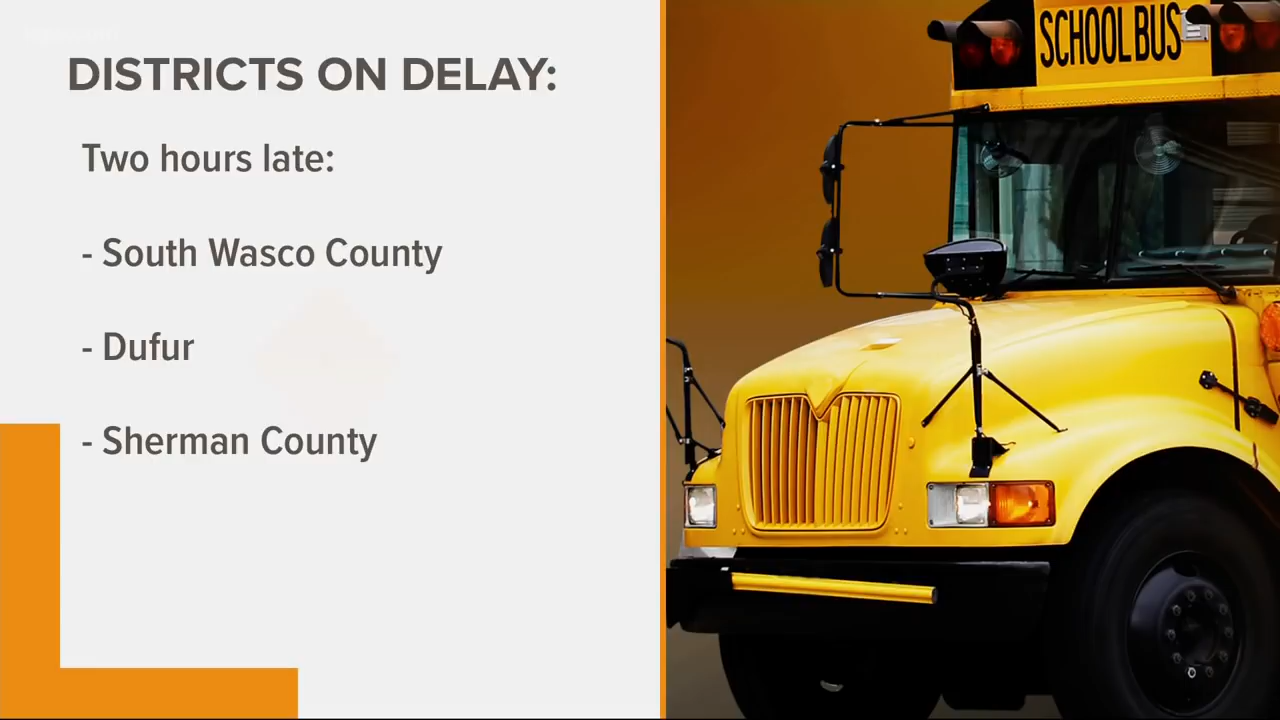 DISTRICTS ON DELAY:
Two hours late:
- South Wasco County
- Dufur
- Sherman County
SCHOOL BUS